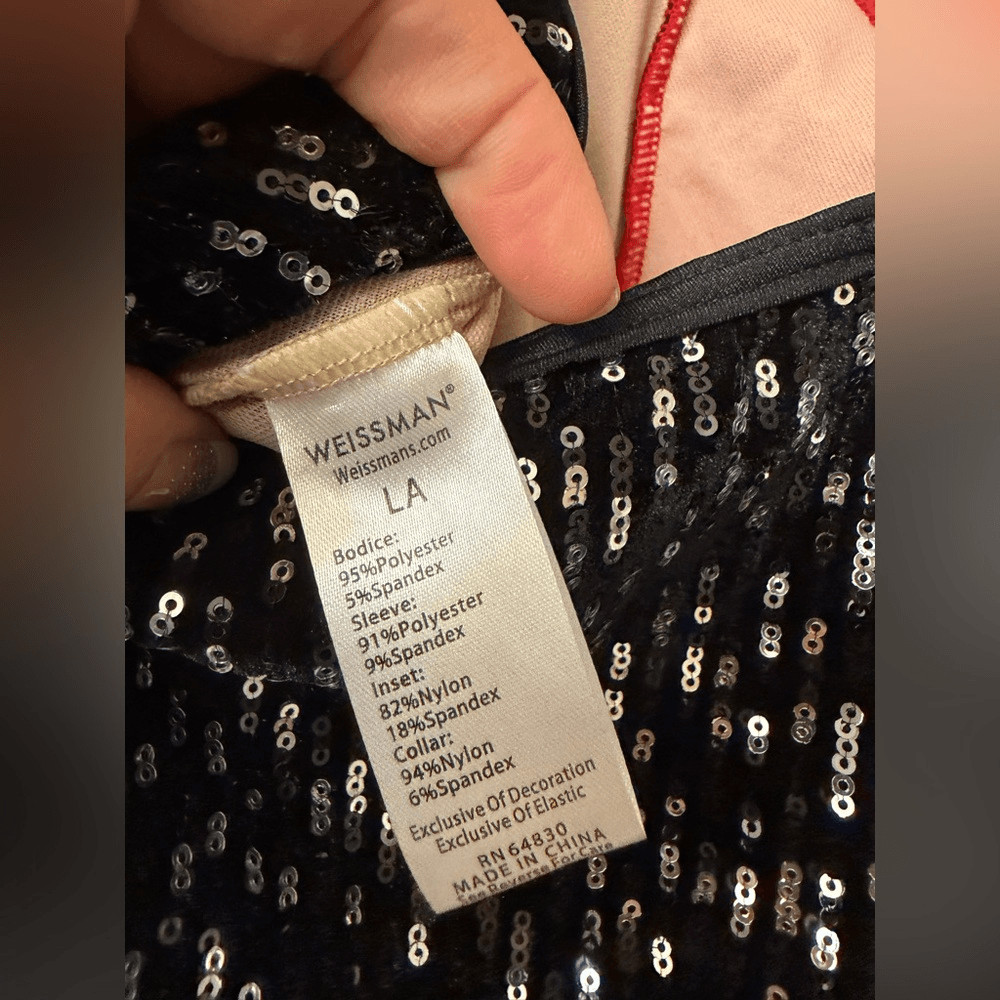 WEISSMAN®
Weissmans.com
LA
Bodice:
95%Polyester
5%Spandex
Sleeve:
91%Polyester
9%Spandex
Inset:
82%Nylon
18%Spandex
Collar:
94%Nylon
6%Spandex
Exclusive Of Decoration
Exclusive Of Elastic
RN 64830
MADE IN CHINA
See Reverse For Care